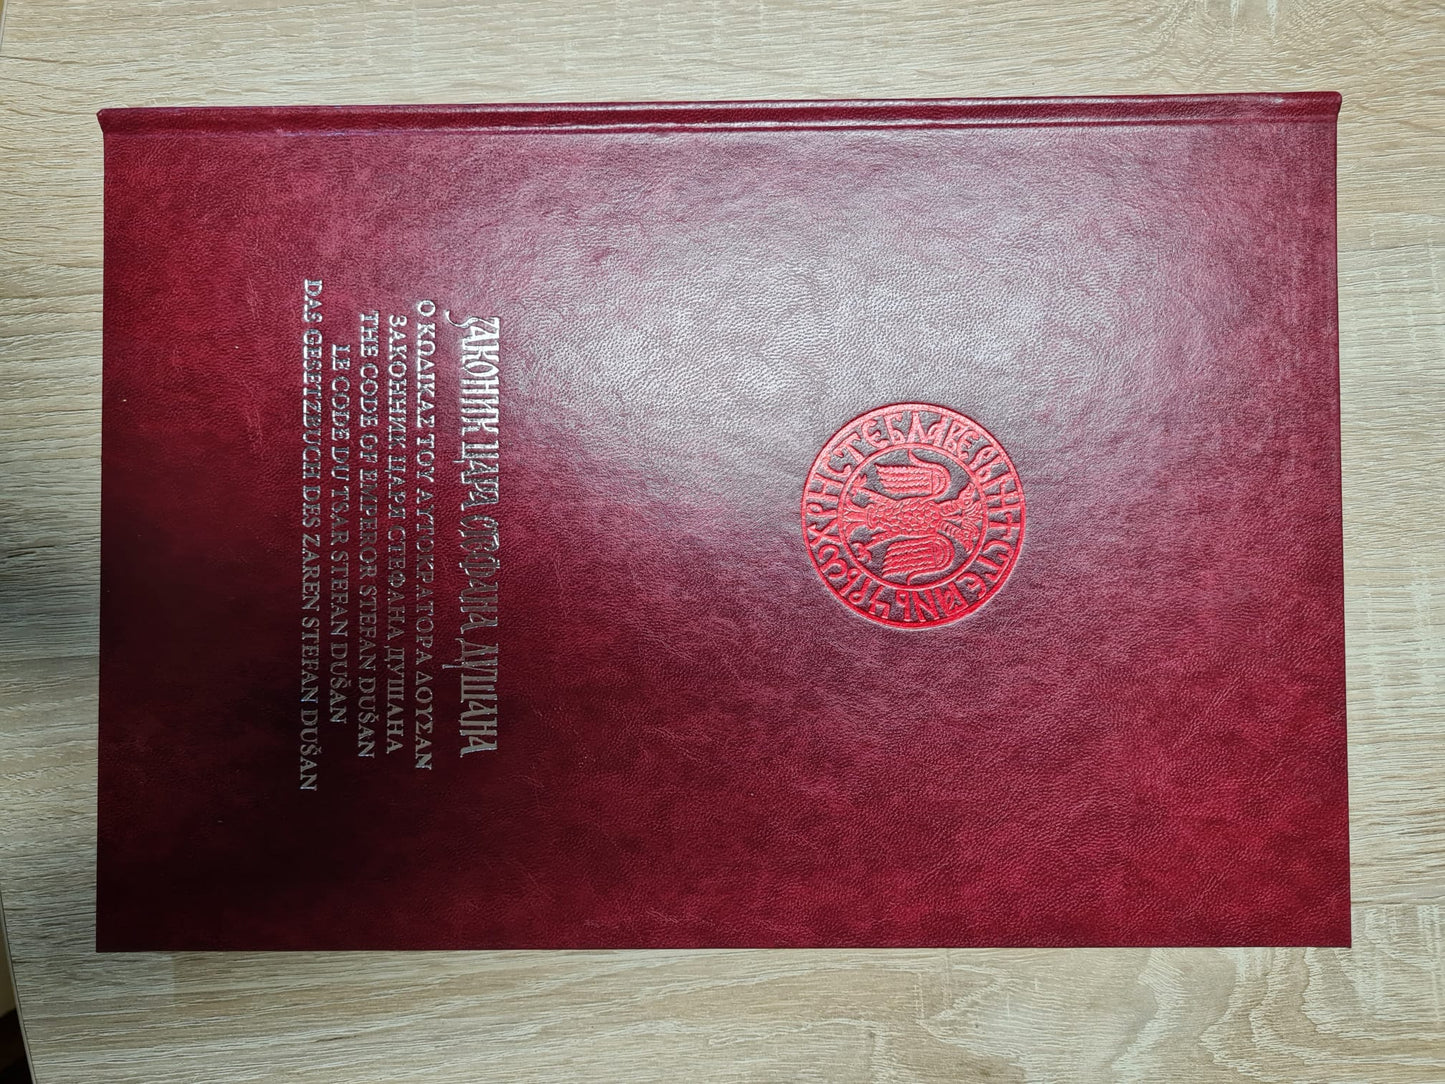 ЗАКОНИК ЦАРА СТЕФАНА ДУШАНА
Ο ΚΩΔΙΚΑΣ ΤΟΥ ΑΥΤΟΚΡΑΤΟΡΑ ΔΟΥΣΑΝ
ЗАКОННИК ЦАРЯ СТЕФАНА ДУШАНА
THE CODE OF EMPEROR STEFAN DUŠAN
LE CODE DU TSAR STEFAN DUŠAN
DAS GESETZBUCH DES ZAREN STEFAN DUŠAN